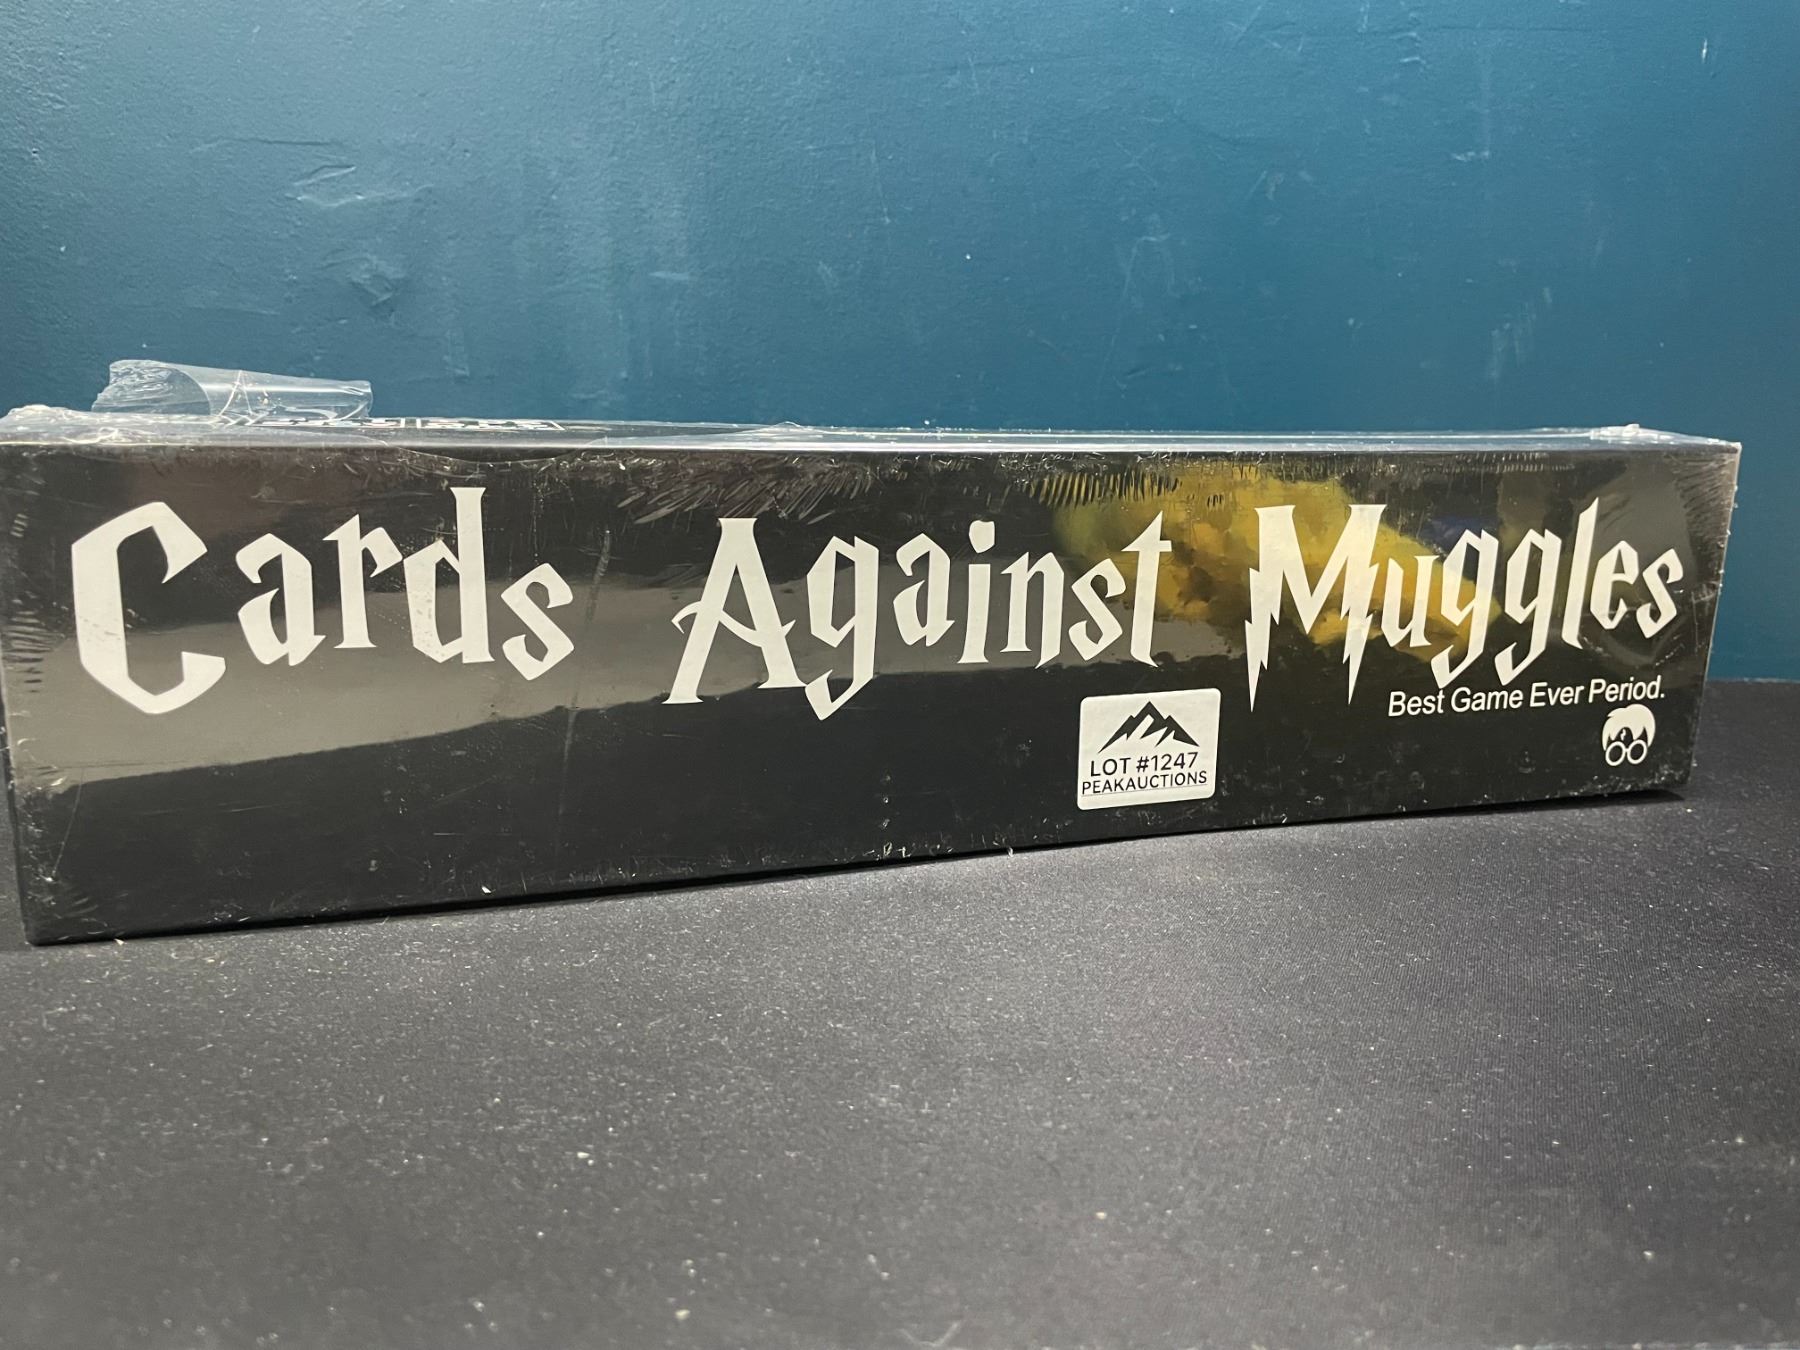 Cards Against Muggles
Best Game Ever Period.
LOT #1247
PEAKAUCTIONS